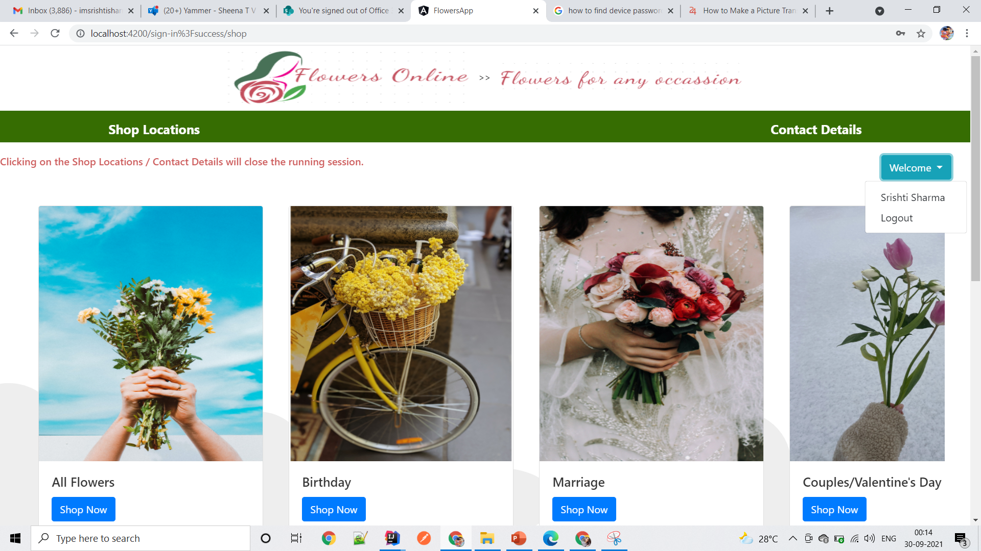 Inbox (3,886) - imsrishtishar
(20+) Yammer - Sheena T V
You're signed out of Office
FlowersApp
how to find device passwor
How to Make a Picture Tran
localhost:4200/sign-in%3Fsuccess/shop
Flowers Online >> Flowers for any occassion
Shop Locations
Contact Details
Clicking on the Shop Locations / Contact Details will close the running session.
Welcome
Srishti Sharma
Logout
All Flowers
Birthday
Marriage
Couples/Valentine's Day
Shop Now
Shop Now
Shop Now
Shop Now
Type here to search
28°C
ENG
00:14
30-09-2021
3